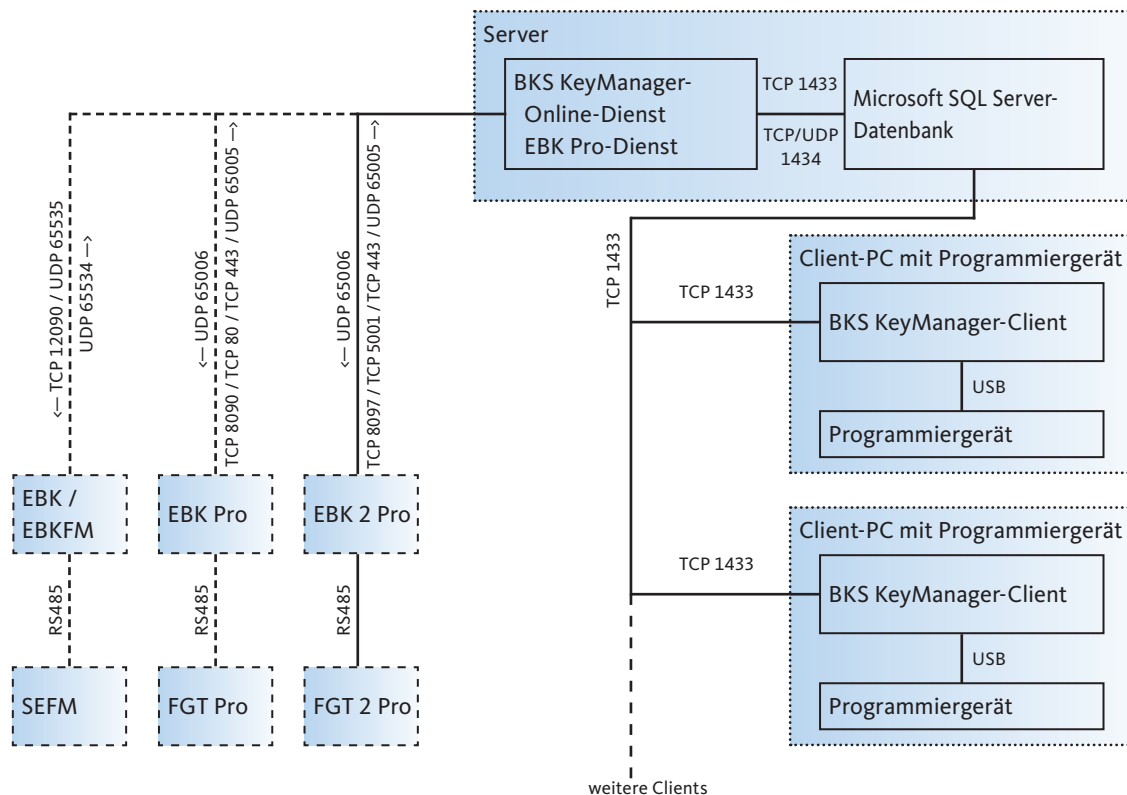 Server
BKS KeyManager-
Online-Dienst
EBK Pro-Dienst
TCP 1433
TCP/UDP
1434
Microsoft SQL Server-
Datenbank
<— TCP 12090 / UDP 65535
UDP 65534 —>
<— UDP 65006
TCP 8090 / TCP 80 / TCP 443 / UDP 65005 —>
<— UDP 65006
TCP 8097 / TCP 5001 / TCP 443 / UDP 65005 —>
TCP 1433
Client-PC mit Programmiergerät
TCP 1433
BKS KeyManager-Client
USB
Programmiergerät
EBK /
EBKFM
EBK Pro
EBK 2 Pro
Client-PC mit Programmiergerät
TCP 1433
BKS KeyManager-Client
RS485
RS485
RS485
USB
SEFM
FGT Pro
FGT 2 Pro
Programmiergerät
weitere Clients